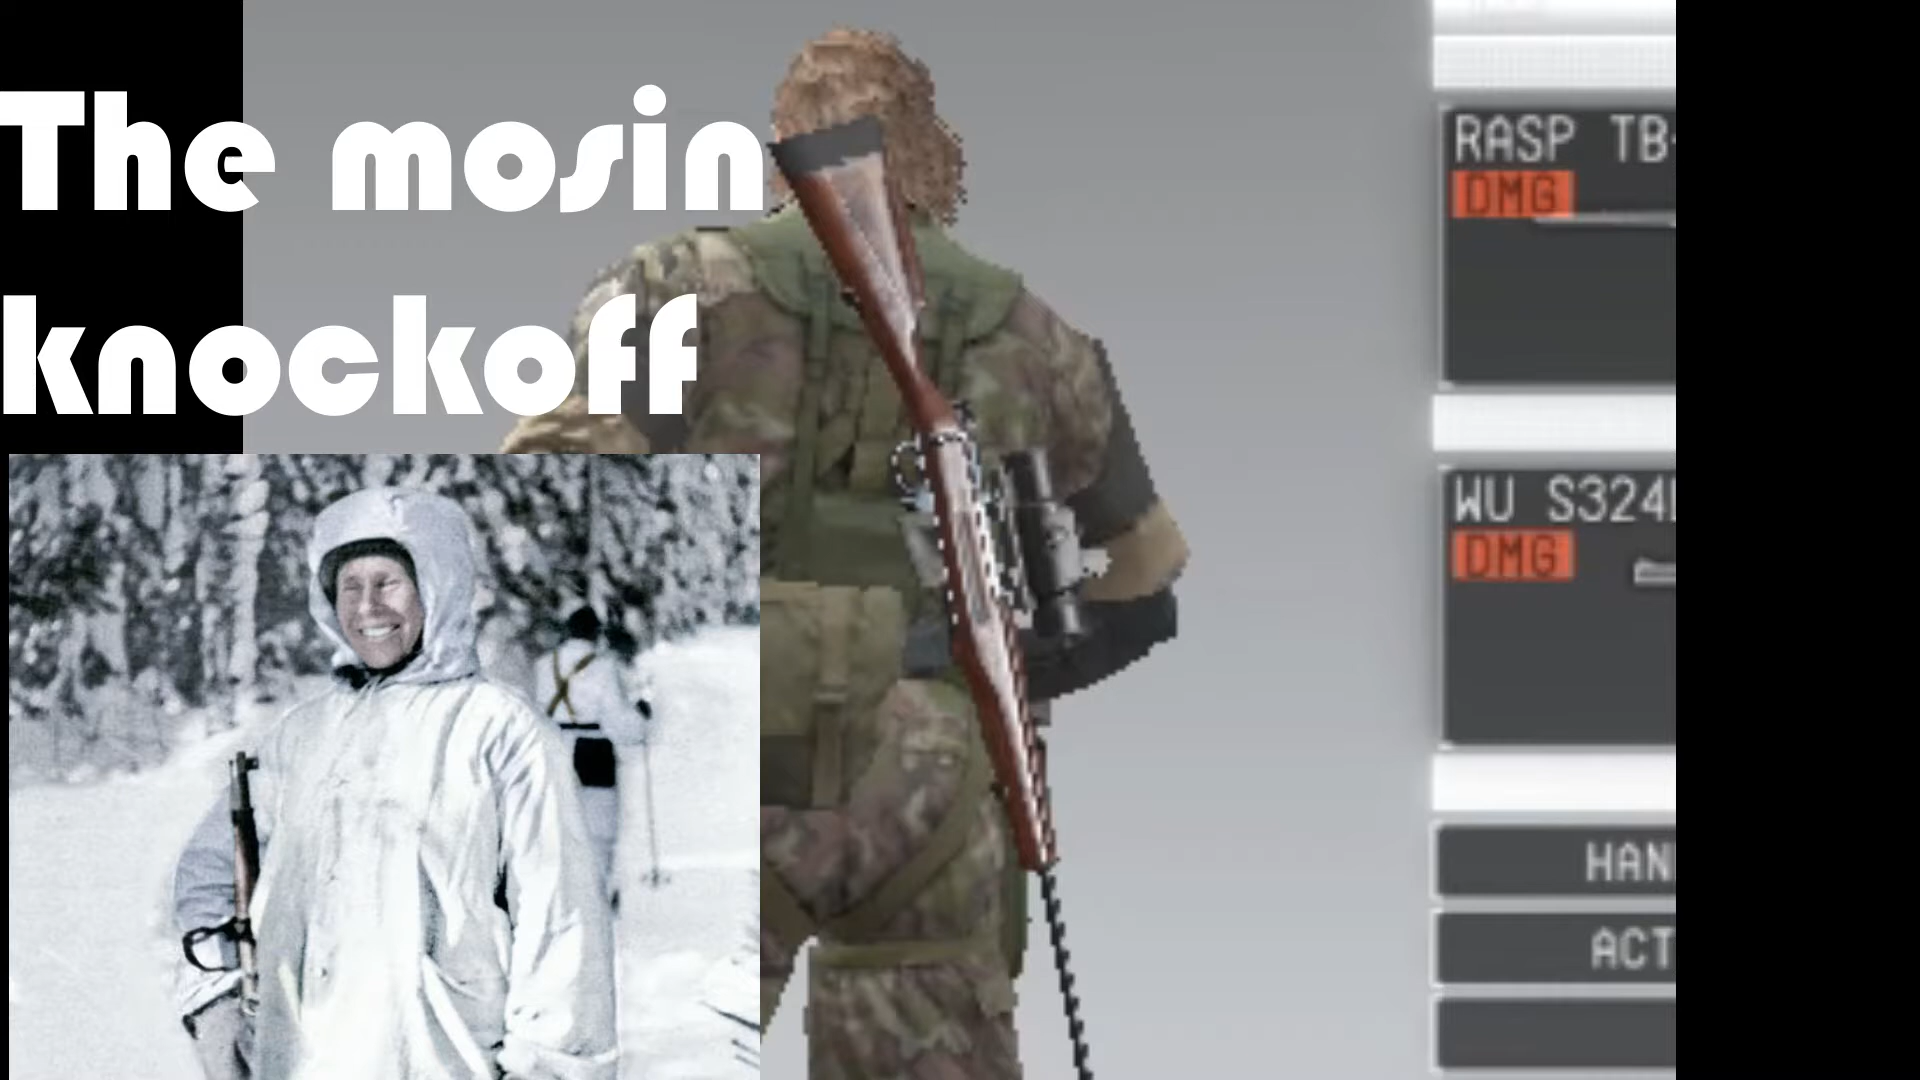 The mosin
knockoff
RASP TB-
DMG
WU S324
DMG
HAN
ACT